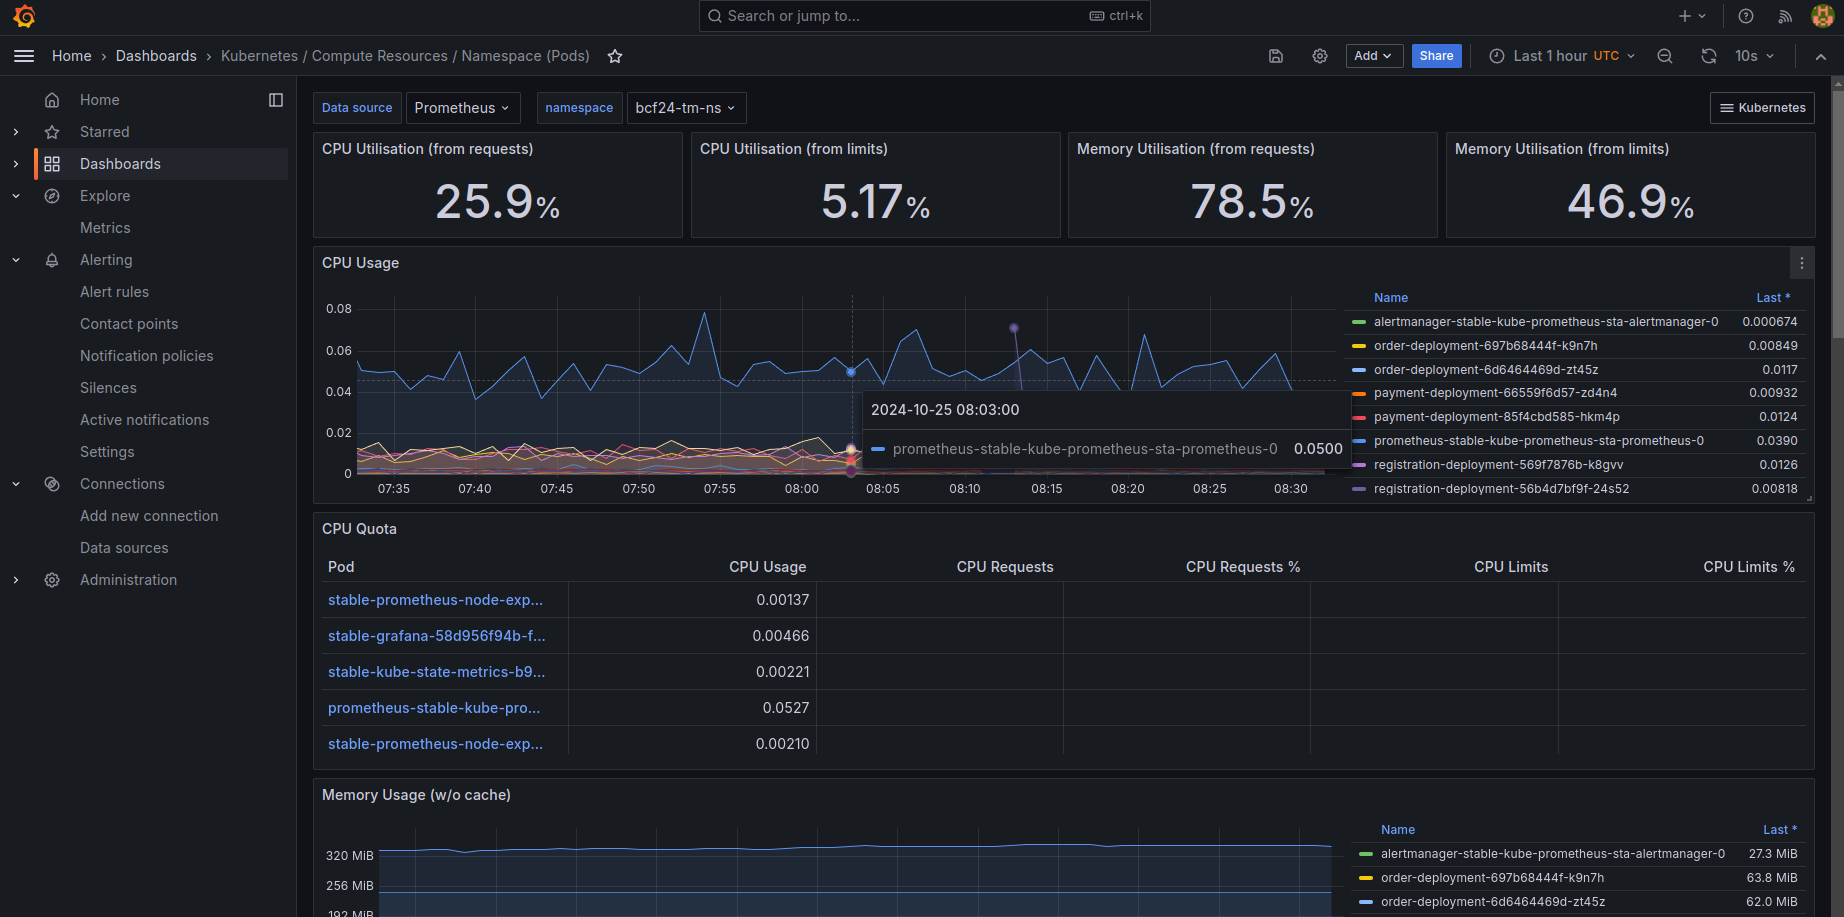 Search or jump to...
ctrl+k
Home
Dashboards
Kubernetes / Compute Resources / Namespace (Pods)
Add
Share
Last 1 hour UTC
10s
Home
Starred
Dashboards
Explore
Metrics
Alerting
Alert rules
Contact points
Notification policies
Silences
Active notifications
Settings
Connections
Add new connection
Data sources
Administration
Data source
Prometheus
namespace
bcf24-tm-ns
Kubernetes
CPU Utilisation (from requests)
25.9%
CPU Utilisation (from limits)
5.17%
Memory Utilisation (from requests)
78.5%
Memory Utilisation (from limits)
46.9%
CPU Usage
0.08
0.06
0.04
0.02
0
07:35 07:40 07:45 07:50 07:55 08:00 08:05 08:10 08:15 08:20 08:25 08:30
2024-10-25 08:03:00
prometheus-stable-kube-prometheus-sta-prometheus-0 0.0500
Name Last *
alertmanager-stable-kube-prometheus-sta-alertmanager-0 0.000674
order-deployment-697b68444f-k9n7h 0.00849
order-deployment-6d6464469d-zt45z 0.0117
payment-deployment-66559f6d57-zd4n4 0.00932
payment-deployment-85f4cbd585-hkm4p 0.0124
prometheus-stable-kube-prometheus-sta-prometheus-0 0.0390
registration-deployment-569f7876b-k8gvv 0.0126
registration-deployment-56b4d7bf9f-24s52 0.00818
CPU Quota
Pod CPU Usage CPU Requests CPU Requests % CPU Limits CPU Limits %
stable-prometheus-node-exp... 0.00137
stable-grafana-58d956f94b-f... 0.00466
stable-kube-state-metrics-b9... 0.00221
prometheus-stable-kube-pro... 0.0527
stable-prometheus-node-exp... 0.00210
Memory Usage (w/o cache)
320 MiB
256 MiB
192 MiB
Name Last *
alertmanager-stable-kube-prometheus-sta-alertmanager-0 27.3 MiB
order-deployment-697b68444f-k9n7h 63.8 MiB
order-deployment-6d6464469d-zt45z 62.0 MiB